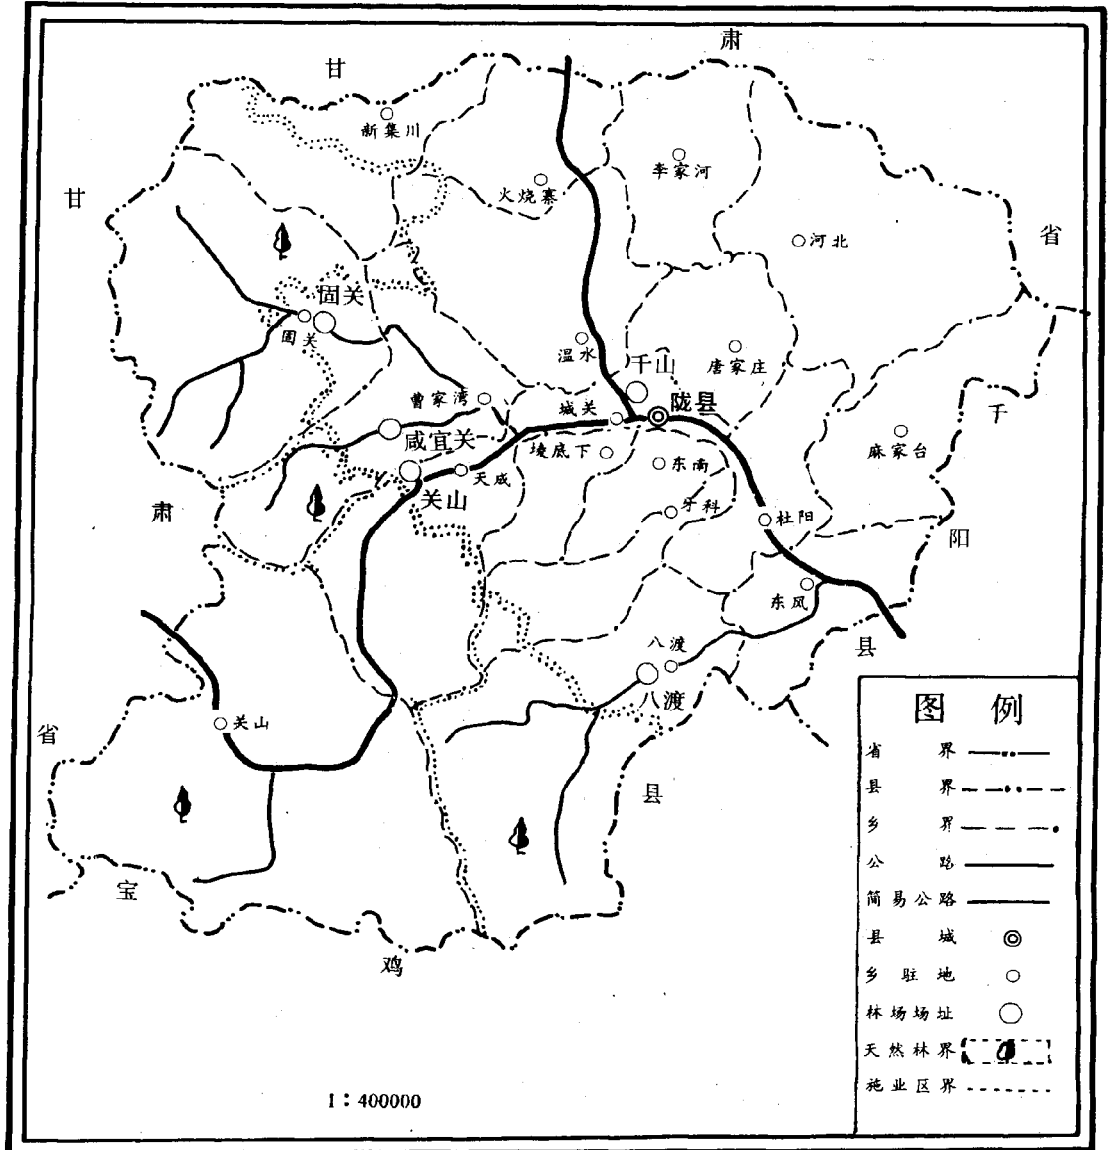 甘
肃
新集川
李家河
甘
火烧寨
省
河北
固关
固关
温水
千山
唐家庄
曹家湾
城关
陇县
千
咸宜关
堎底下
东南
麻家台
天成
关山
肃
牙科
杜阳
阳
东风
八渡
县
八渡
省
关山
县
宝
鸡
图 例
省 界
县 界
乡 界
公 路
简易公路
县 城
乡驻地
林场场址
天然林界
施业区界
1:400000